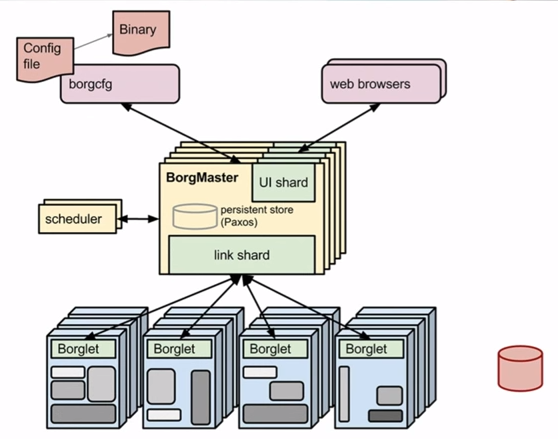 Binary
Config
file
borgcfg
web browsers
BorgMaster
UI shard
persistent store
(Paxos)
scheduler
link shard
Borglet
Borglet
Borglet
Borglet